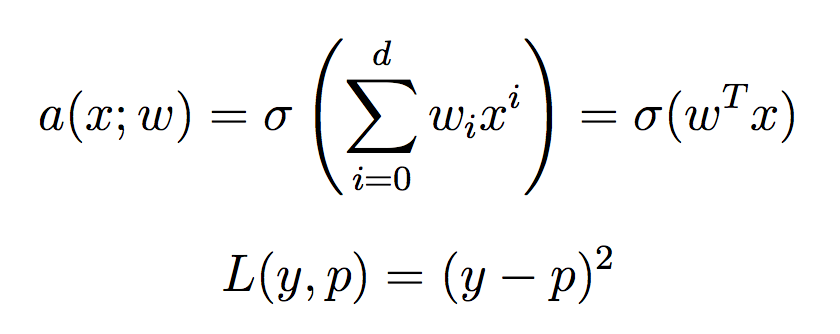 a(x; w) = σ(∑_{i=0}^{d} w_i x^i) = σ(w^T x)
L(y, p) = (y − p)^2